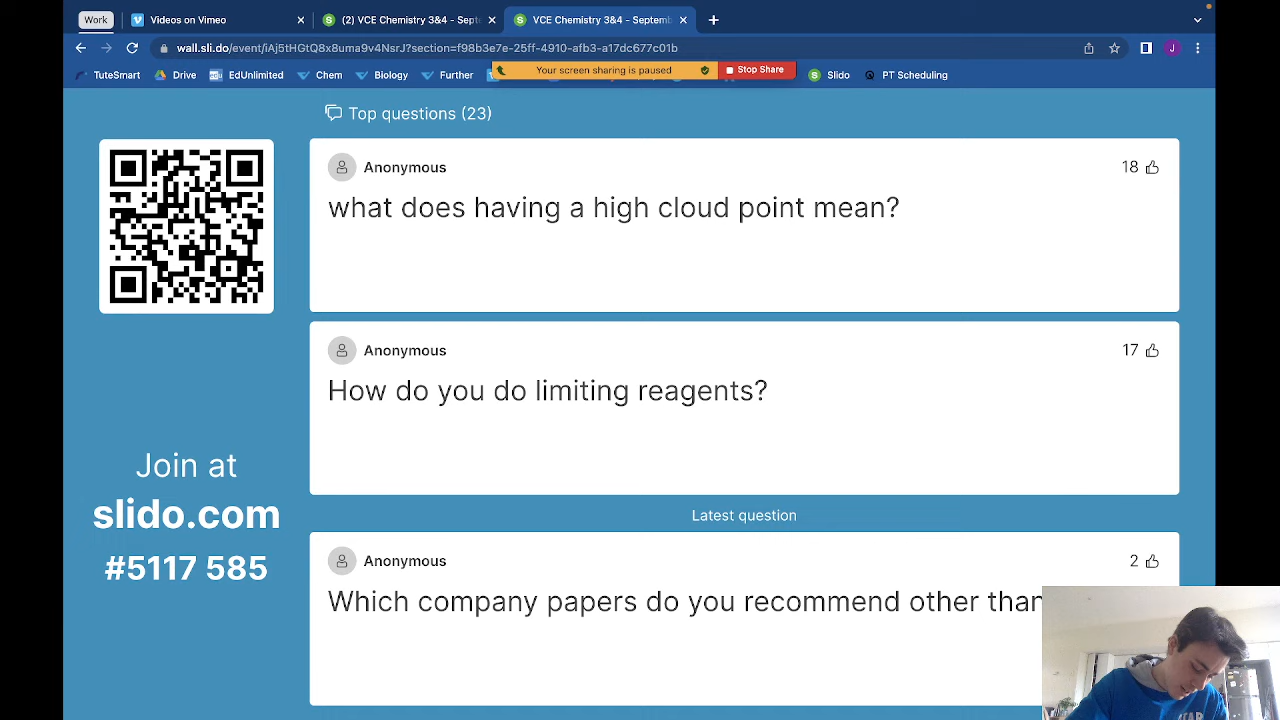 Work
Videos on Vimeo
(2) VCE Chemistry 3&4 - Septe
VCE Chemistry 3&4 - Septemb
wall.sli.do/event/iAj5tHGtQ8x8uma9v4NsrJ?section=f98b3e7e-25ff-4910-afb3-a17dc677c01b
J
TuteSmart
Drive
EdUnlimited
Chem
Biology
Further
Your screen sharing is paused
Stop Share
Slido
PT Scheduling
Top questions (23)
Anonymous
18
what does having a high cloud point mean?
Anonymous
17
How do you do limiting reagents?
Join at
slido.com
#5117 585
Latest question
Anonymous
2
Which company papers do you recommend other than